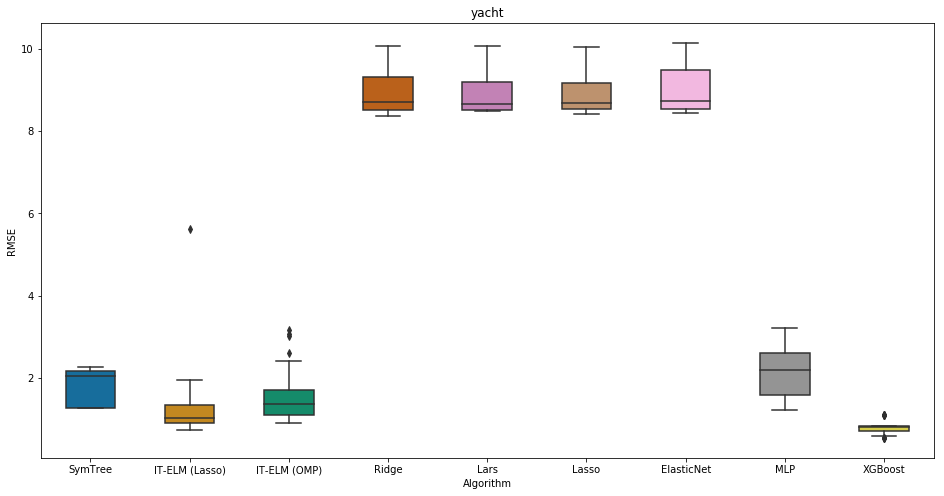 yacht
10
8
6
4
2
RMSE
SymTree IT-ELM (Lasso) IT-ELM (OMP) Ridge Lars Lasso ElasticNet MLP XGBoost
Algorithm